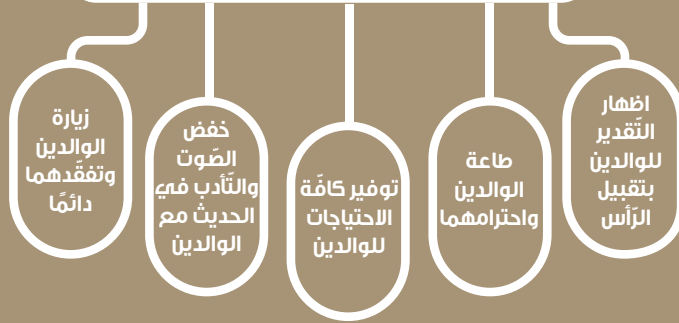 اظهار
التّقدير
للوالدين
بتقبيل
الرّأس
طاعة
الوالدين
واحترامهما
توفير كافّة
الاحتياجات
للوالدين
خفض
الصّوت
والتّأدب في
الحديث مع
الوالدين
زيارة
الوالدين
وتفقّدهما
دائمًا